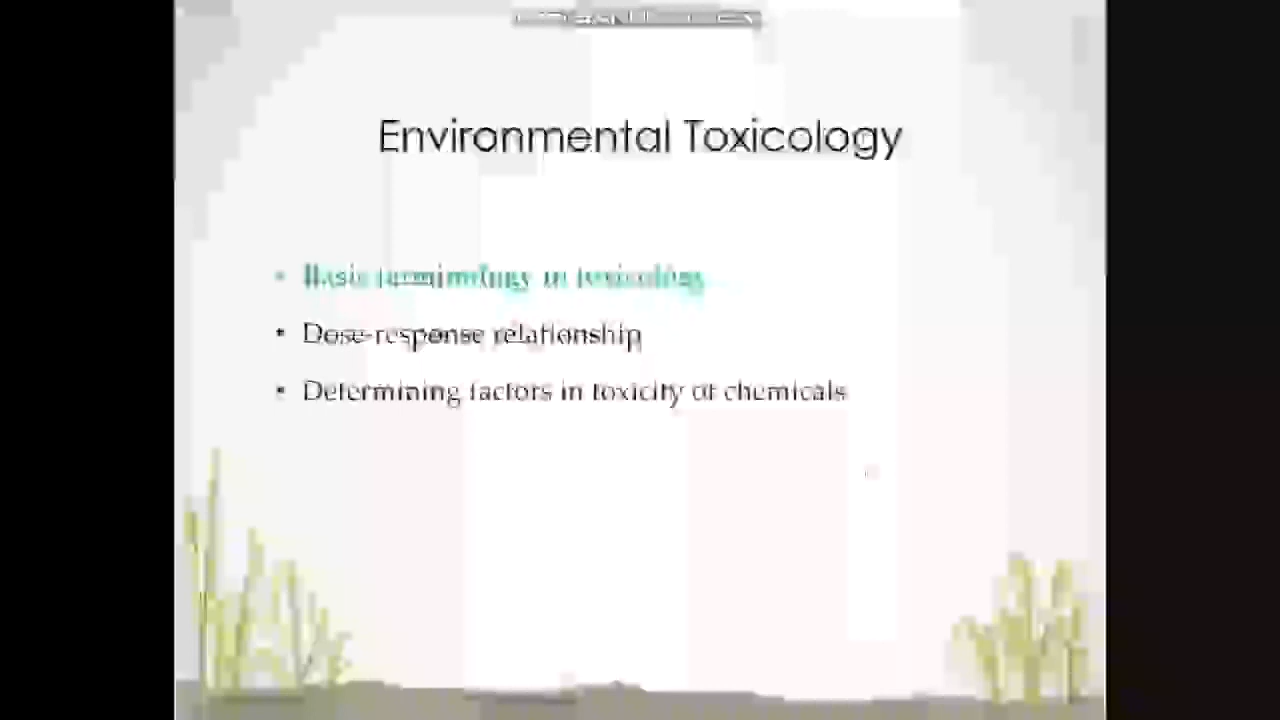 Environmental Toxicology
• Basic terminology in toxicology
• Dose-response relationship
• Determining factors in toxicity of chemicals